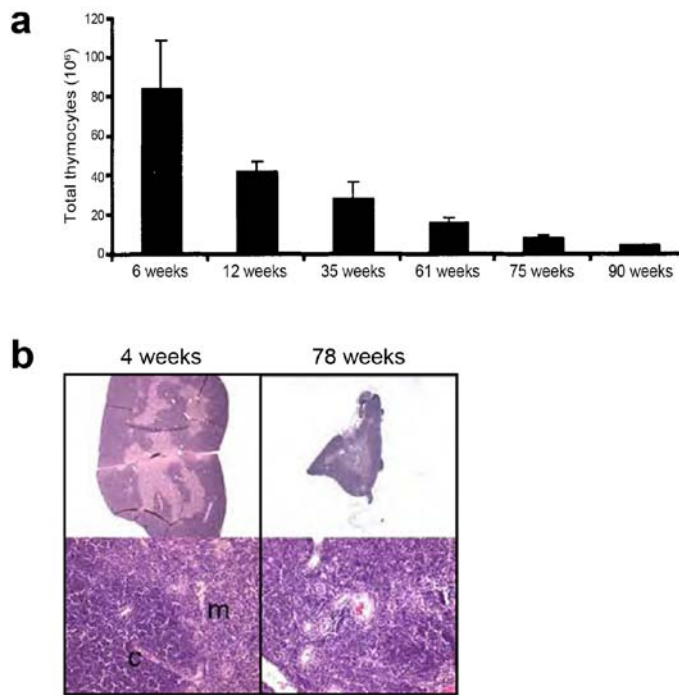 a
Total thymocytes (10⁶)
120
100
80
60
40
20
0
6 weeks
12 weeks
35 weeks
61 weeks
75 weeks
90 weeks
b
4 weeks
78 weeks
m
c